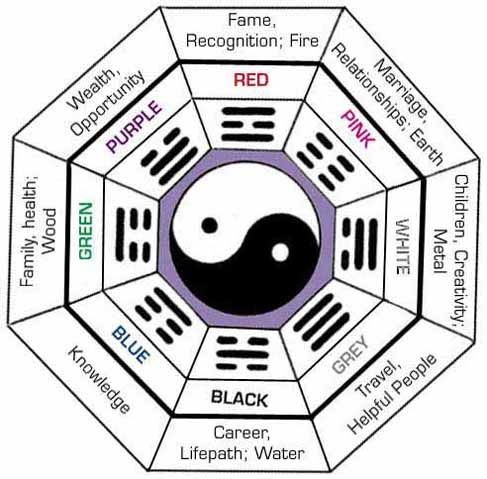 Fame,
Recognition; Fire
RED
Marriage,
Relationships; Earth
PINK
Children, Creativity;
Metal
WHITE
Travel,
Helpful People
GREY
Career,
Lifepath; Water
BLACK
Knowledge
BLUE
Family, health;
Wood
GREEN
Wealth,
Opportunity
PURPLE